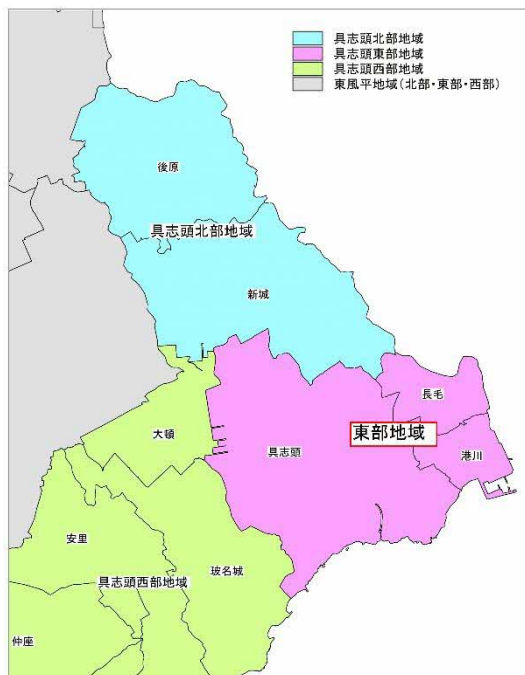 具志頭北部地域
具志頭東部地域
具志頭西部地域
東風平地域(北部・東部・西部)
後原
具志頭北部地域
新城
長毛
東部地域
大頓
具志頭
港川
安里
玻名城
具志頭西部地域
仲座